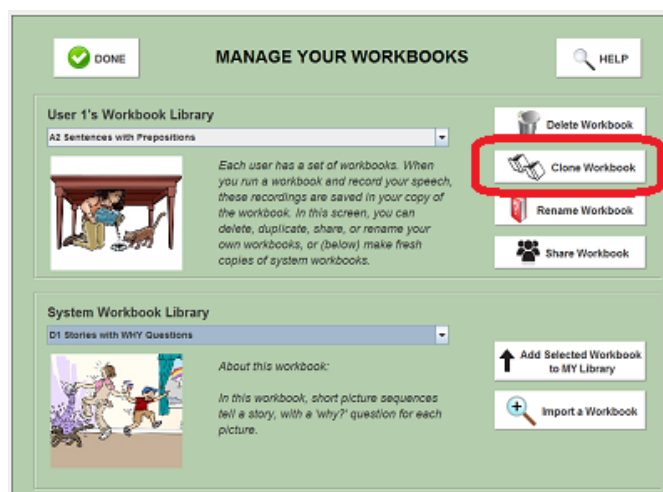 DONE
MANAGE YOUR WORKBOOKS
HELP
User 1's Workbook Library
A2 Sentences with Prepositions
Each user has a set of workbooks. When
you run a workbook and record your speech,
these recordings are saved in your copy of
the workbook. In this screen, you can
delete, duplicate, share, or rename your
own workbooks, or (below) make fresh
copies of system workbooks.
Delete Workbook
Clone Workbook
Rename Workbook
Share Workbook
System Workbook Library
D1 Stories with WHY Questions
About this workbook:
In this workbook, short picture sequences
tell a story, with a 'why?' question for each
picture.
Add Selected Workbook
to MY Library
Import a Workbook